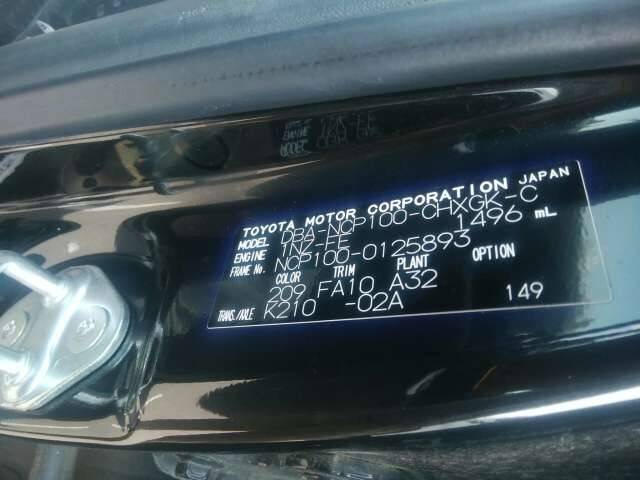 TOYOTA MOTOR CORPORATION JAPAN
MODEL DBA-NCP100-CHXGK-C
ENGINE 1NZ-FE 1496 mL
FRAME No. NCP100-0125893
COLOR TRIM PLANT OPTION
209 FA10 A32
TRANS./AXLE K210 -02A 149